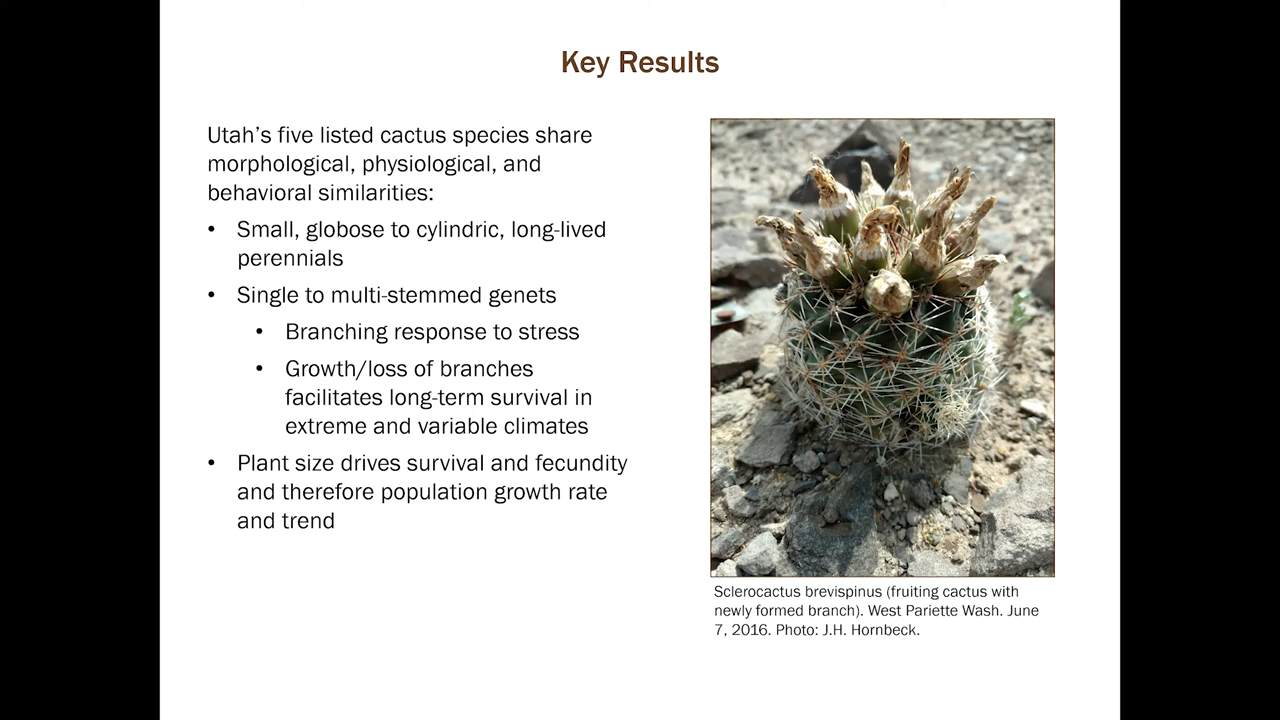 Key Results
Utah's five listed cactus species share
morphological, physiological, and
behavioral similarities:
• Small, globose to cylindric, long-lived
perennials
• Single to multi-stemmed genets
• Branching response to stress
• Growth/loss of branches
facilitates long-term survival in
extreme and variable climates
• Plant size drives survival and fecundity
and therefore population growth rate
and trend
Sclerocactus brevispinus (fruiting cactus with
newly formed branch). West Pariette Wash. June
7, 2016. Photo: J.H. Hornbeck.